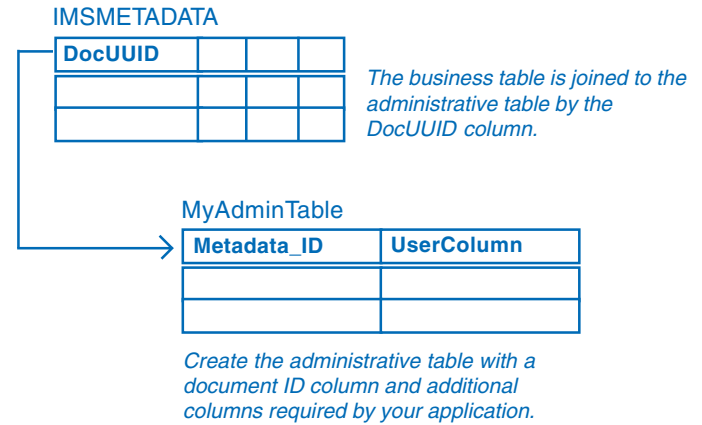 IMSMETADATA
DocUUID
The business table is joined to the
administrative table by the
DocUUID column.
MyAdminTable
Metadata_ID UserColumn
Create the administrative table with a
document ID column and additional
columns required by your application.